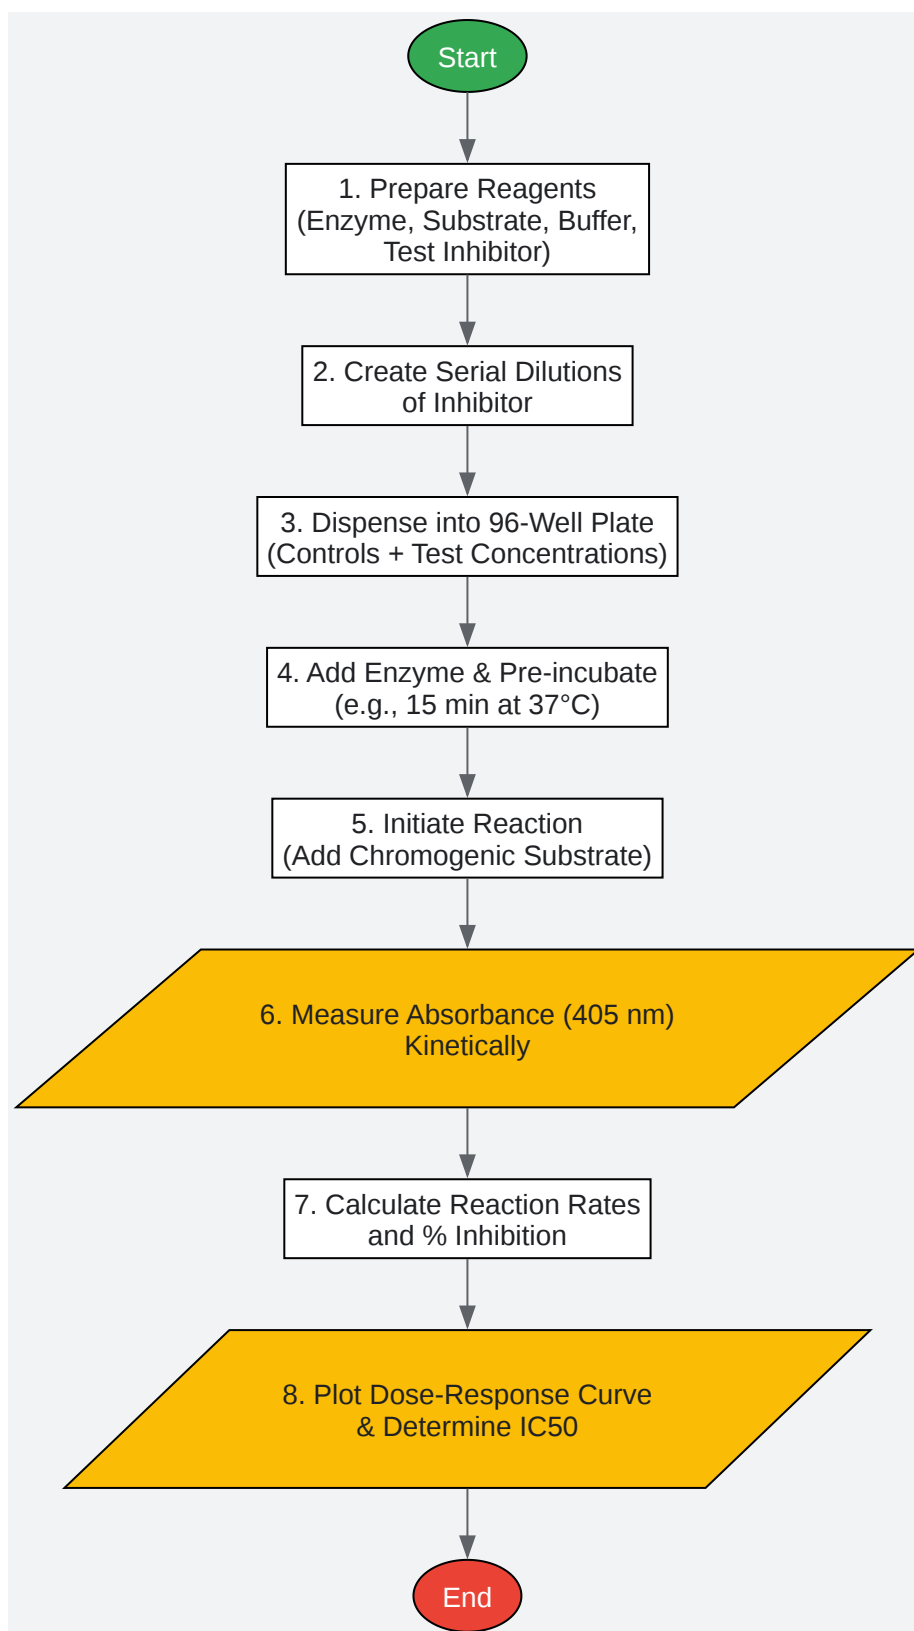 Start
1. Prepare Reagents
(Enzyme, Substrate, Buffer,
Test Inhibitor)
2. Create Serial Dilutions
of Inhibitor
3. Dispense into 96-Well Plate
(Controls + Test Concentrations)
4. Add Enzyme & Pre-incubate
(e.g., 15 min at 37°C)
5. Initiate Reaction
(Add Chromogenic Substrate)
6. Measure Absorbance (405 nm)
Kinetically
7. Calculate Reaction Rates
and % Inhibition
8. Plot Dose-Response Curve
& Determine IC50
End